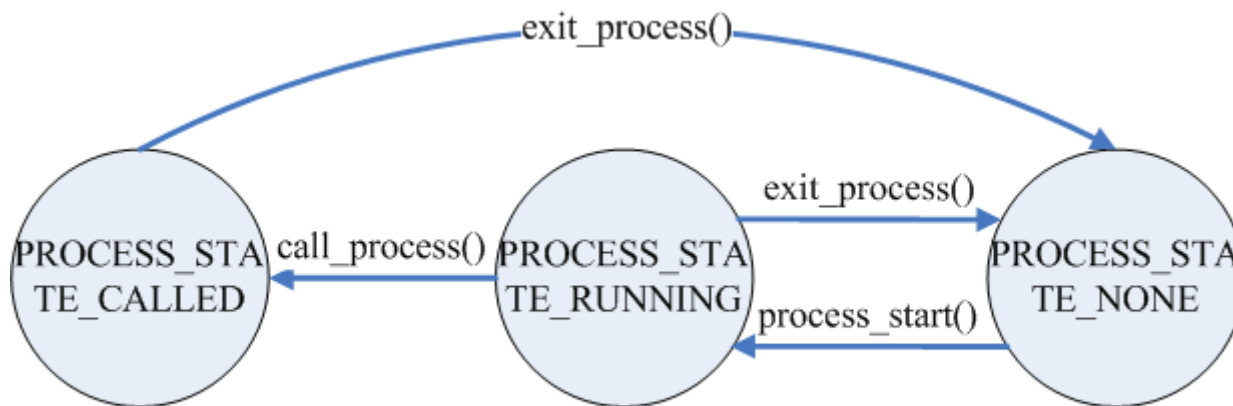 exit_process()
exit_process()
PROCESS_STA
TE_CALLED
call_process()
PROCESS_STA
TE_RUNNING
PROCESS_STA
TE_NONE
process_start()